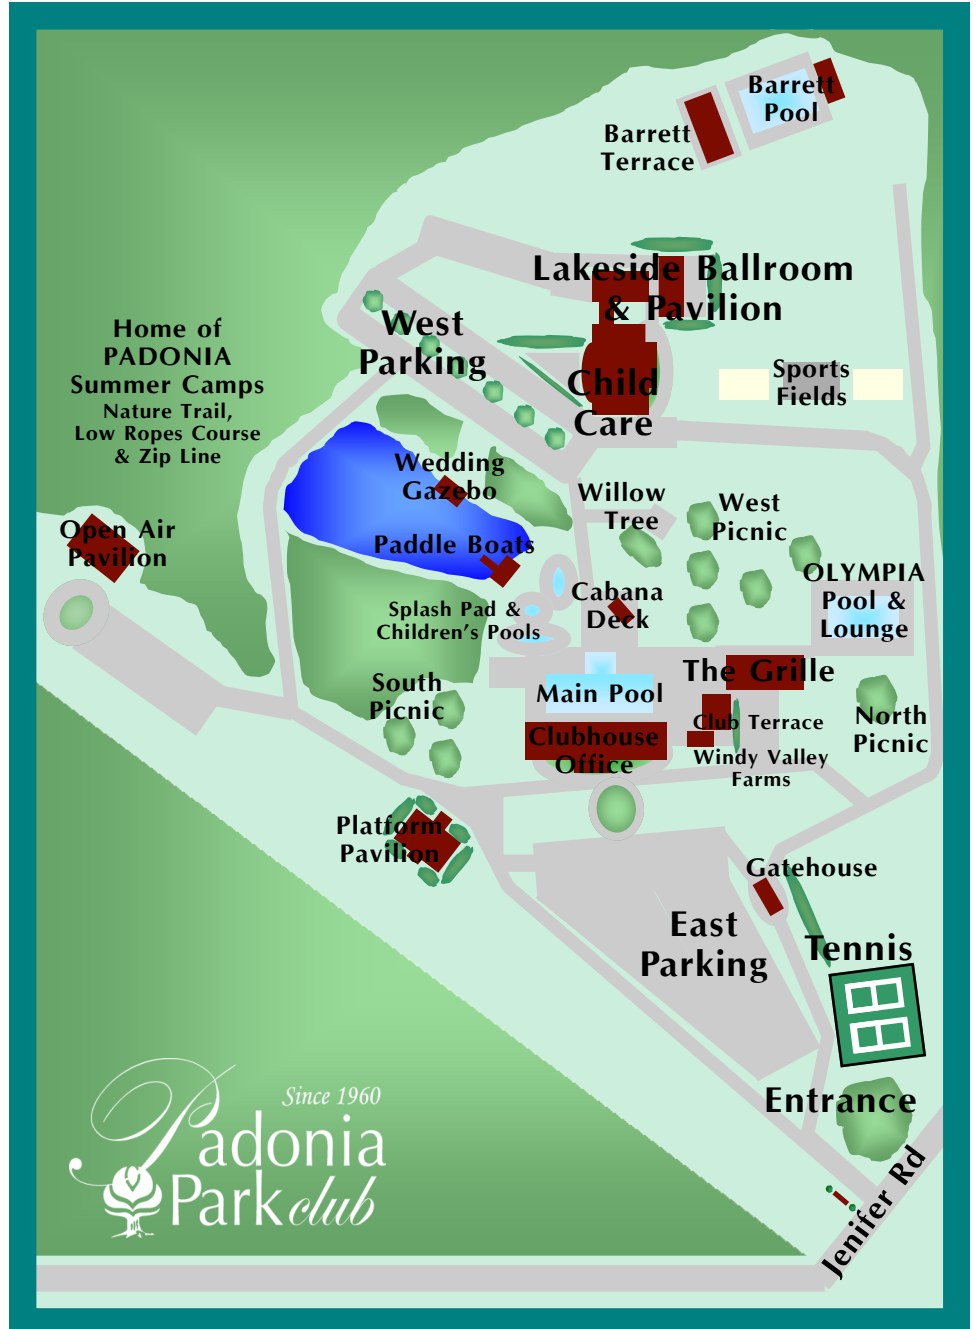 Barrett
Pool
Barrett
Terrace
Lakeside Ballroom
& Pavilion
West
Parking
Home of
PADONIA
Summer Camps
Nature Trail,
Low Ropes Course
& Zip Line
Child
Care
Sports
Fields
Wedding
Gazebo
Willow
Tree
West
Picnic
Open Air
Pavilion
Paddle Boats
OLYMPIA
Pool &
Lounge
Cabana
Deck
Splash Pad &
Children's Pools
The Grille
South
Picnic
Main Pool
Club Terrace
North
Picnic
Clubhouse
Office
Windy Valley
Farms
Platform
Pavilion
Gatehouse
East
Parking
Tennis
Entrance
Since 1960
Padonia
Park club
Jenifer Rd